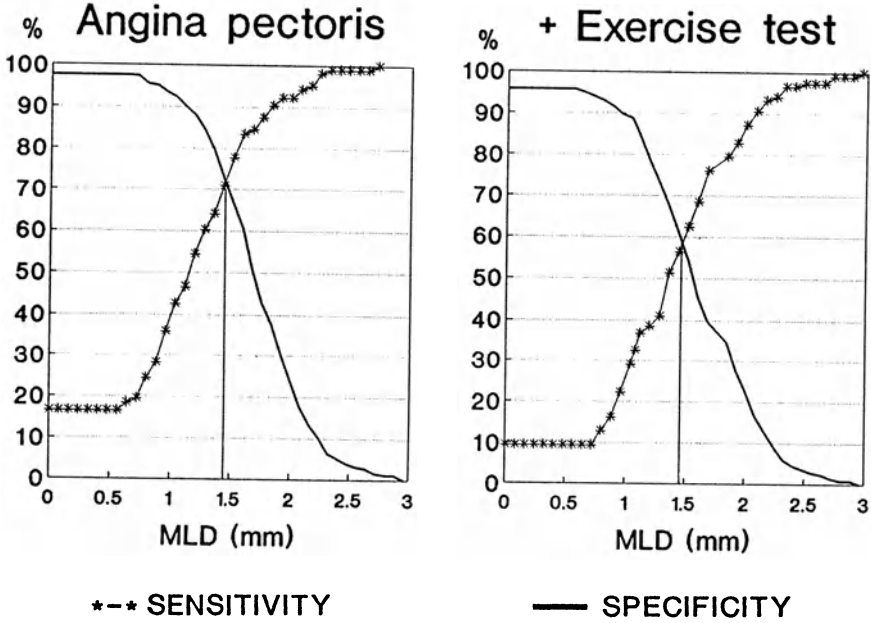 % Angina pectoris
100
90
80
70
60
50
40
30
20
10
0
0 0.5 1 1.5 2 2.5 3
MLD (mm)
% + Exercise test
100
90
80
70
60
50
40
30
20
10
0
0 0.5 1 1.5 2 2.5 3
MLD (mm)
*-* SENSITIVITY
— SPECIFICITY